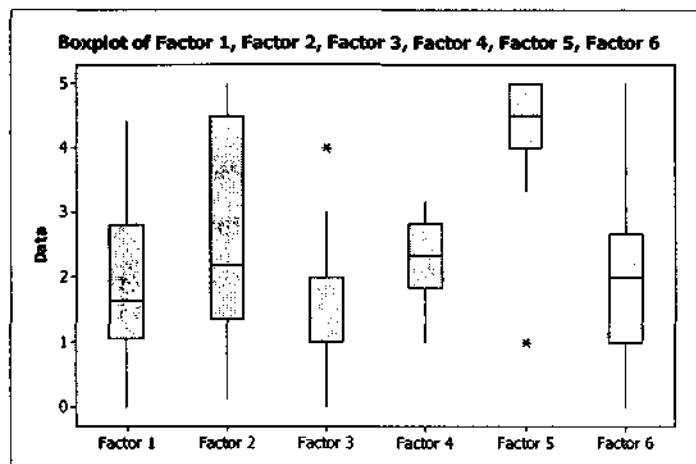 Boxplot of Factor 1, Factor 2, Factor 3, Factor 4, Factor 5, Factor 6
5
4
3
2
1
0
Data
Factor 1 Factor 2 Factor 3 Factor 4 Factor 5 Factor 6